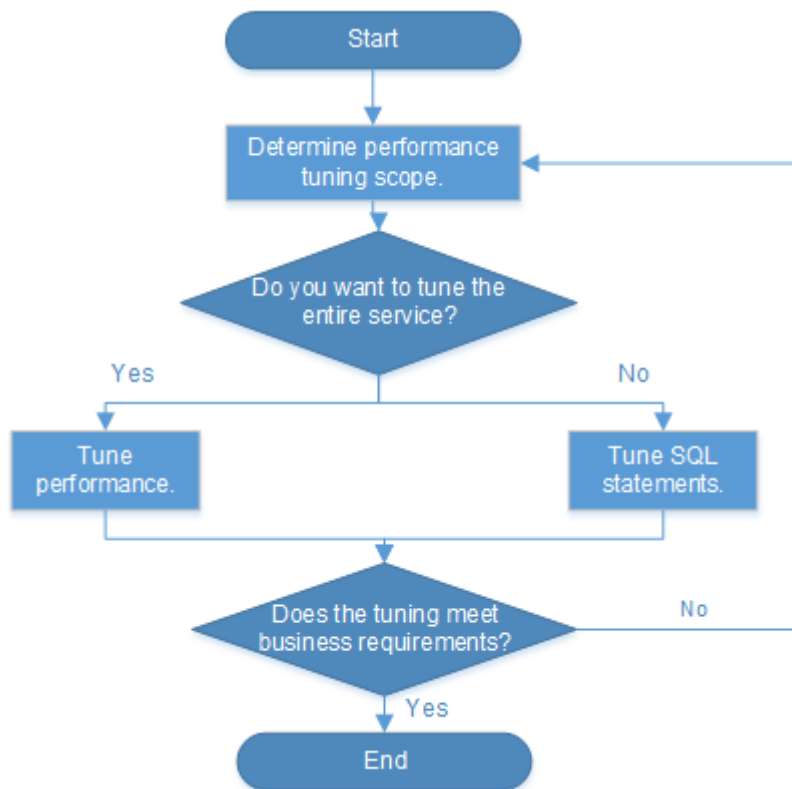 Start
Determine performance
tuning scope.
Do you want to tune the
entire service?
Yes
No
Tune
performance.
Tune SQL
statements.
Does the tuning meet
business requirements?
No
Yes
End